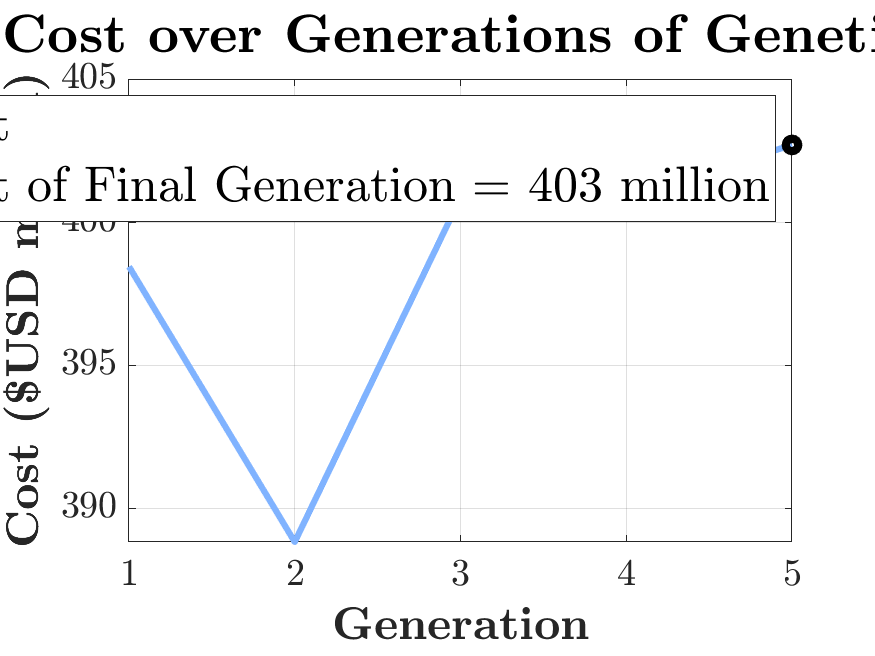 Cost over Generations of
405
of Final Generation = 403 million
400
395
390
Cost ($USD
1 2 3 4 5
Generation